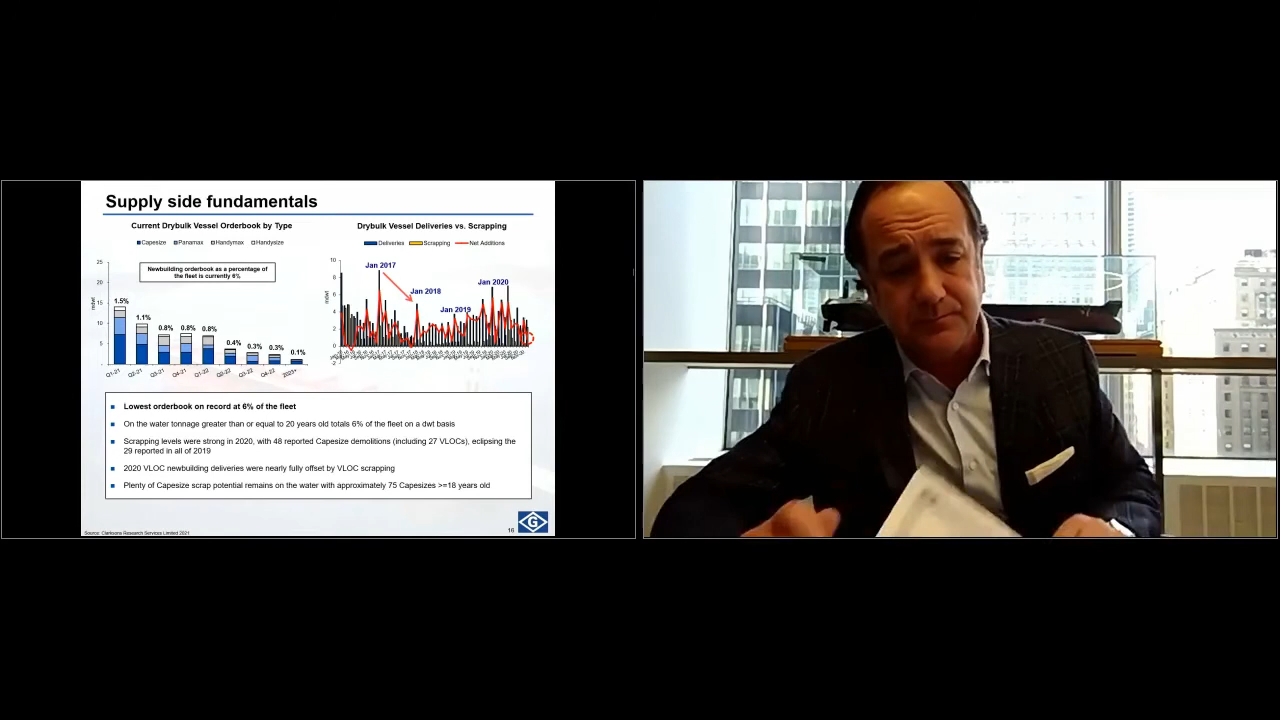 Supply side fundamentals
Current Drybulk Vessel Orderbook by Type
Capesize Panamax Handymax Handysize
Newbuilding orderbook as a percentage of
the fleet is currently 6%
mdwt
25
20
15
10
5
-
1.5%
1.1%
0.8%
0.8%
0.8%
0.4%
0.3%
0.3%
0.1%
Q1-21
Q2-21
Q3-21
Q4-21
Q1-22
Q2-22
Q3-22
Q4-22
2023+
Drybulk Vessel Deliveries vs. Scrapping
Deliveries Scrapping Net Additions
mdwt
10
8
6
4
2
0
-2
Jan 2017
Jan 2018
Jan 2019
Jan 2020
Lowest orderbook on record at 6% of the fleet
On the water tonnage greater than or equal to 20 years old totals 6% of the fleet on a dwt basis
Scrapping levels were strong in 2020, with 48 reported Capesize demolitions (including 27 VLOCs), eclipsing the
29 reported in all of 2019
2020 VLOC newbuilding deliveries were nearly fully offset by VLOC scrapping
Plenty of Capesize scrap potential remains on the water with approximately 75 Capesizes >=18 years old
Source: Clarksons Research Services Limited 2021
16
G